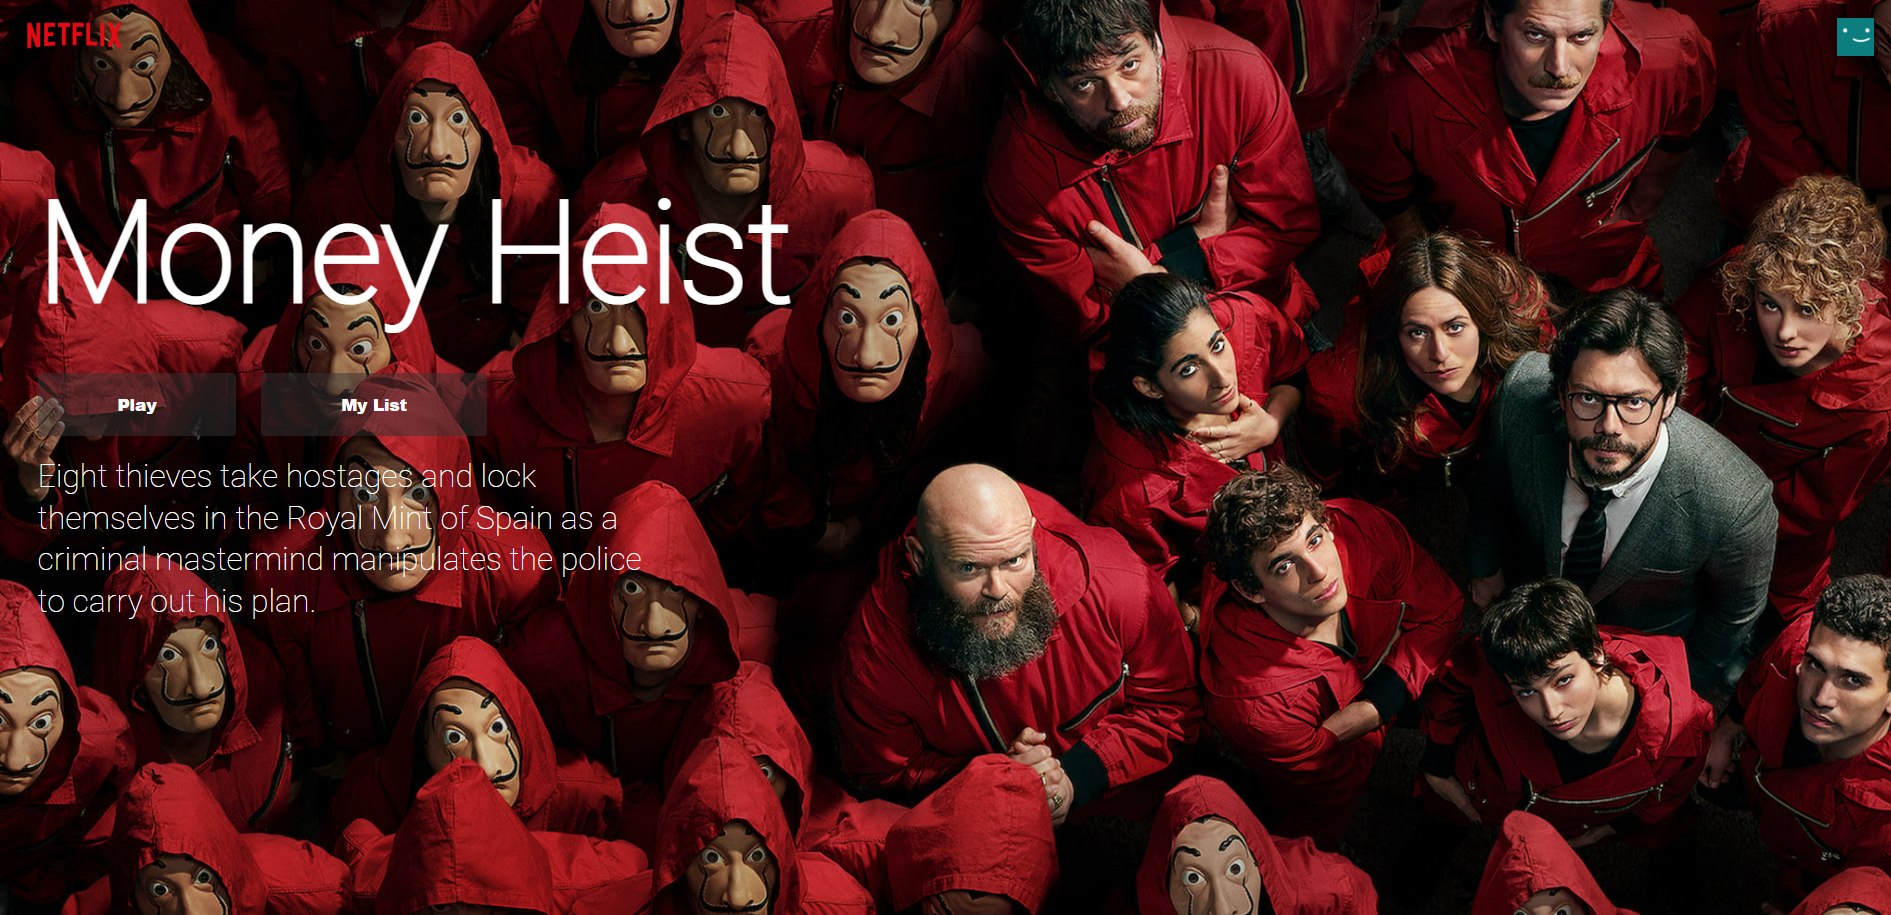 NETFLIX
Money Heist
Play
My List
Eight thieves take hostages and lock
themselves in the Royal Mint of Spain as a
criminal mastermind manipulates the police
to carry out his plan.